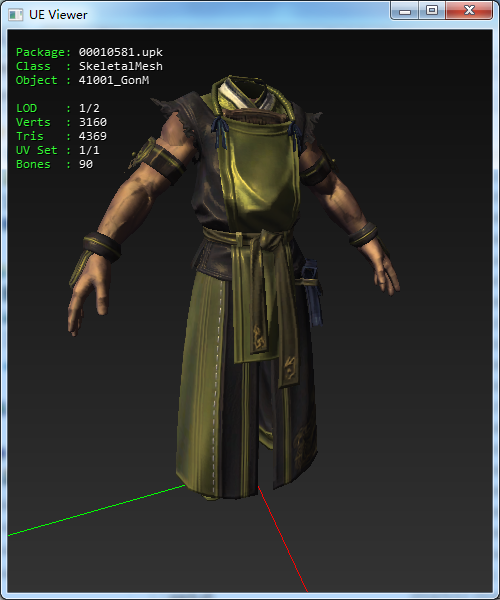 UE Viewer
Package: 00010581.upk
Class : SkeletalMesh
Object : 41001_GonM
LOD : 1/2
Verts : 3160
Tris : 4369
UV Set : 1/1
Bones : 90